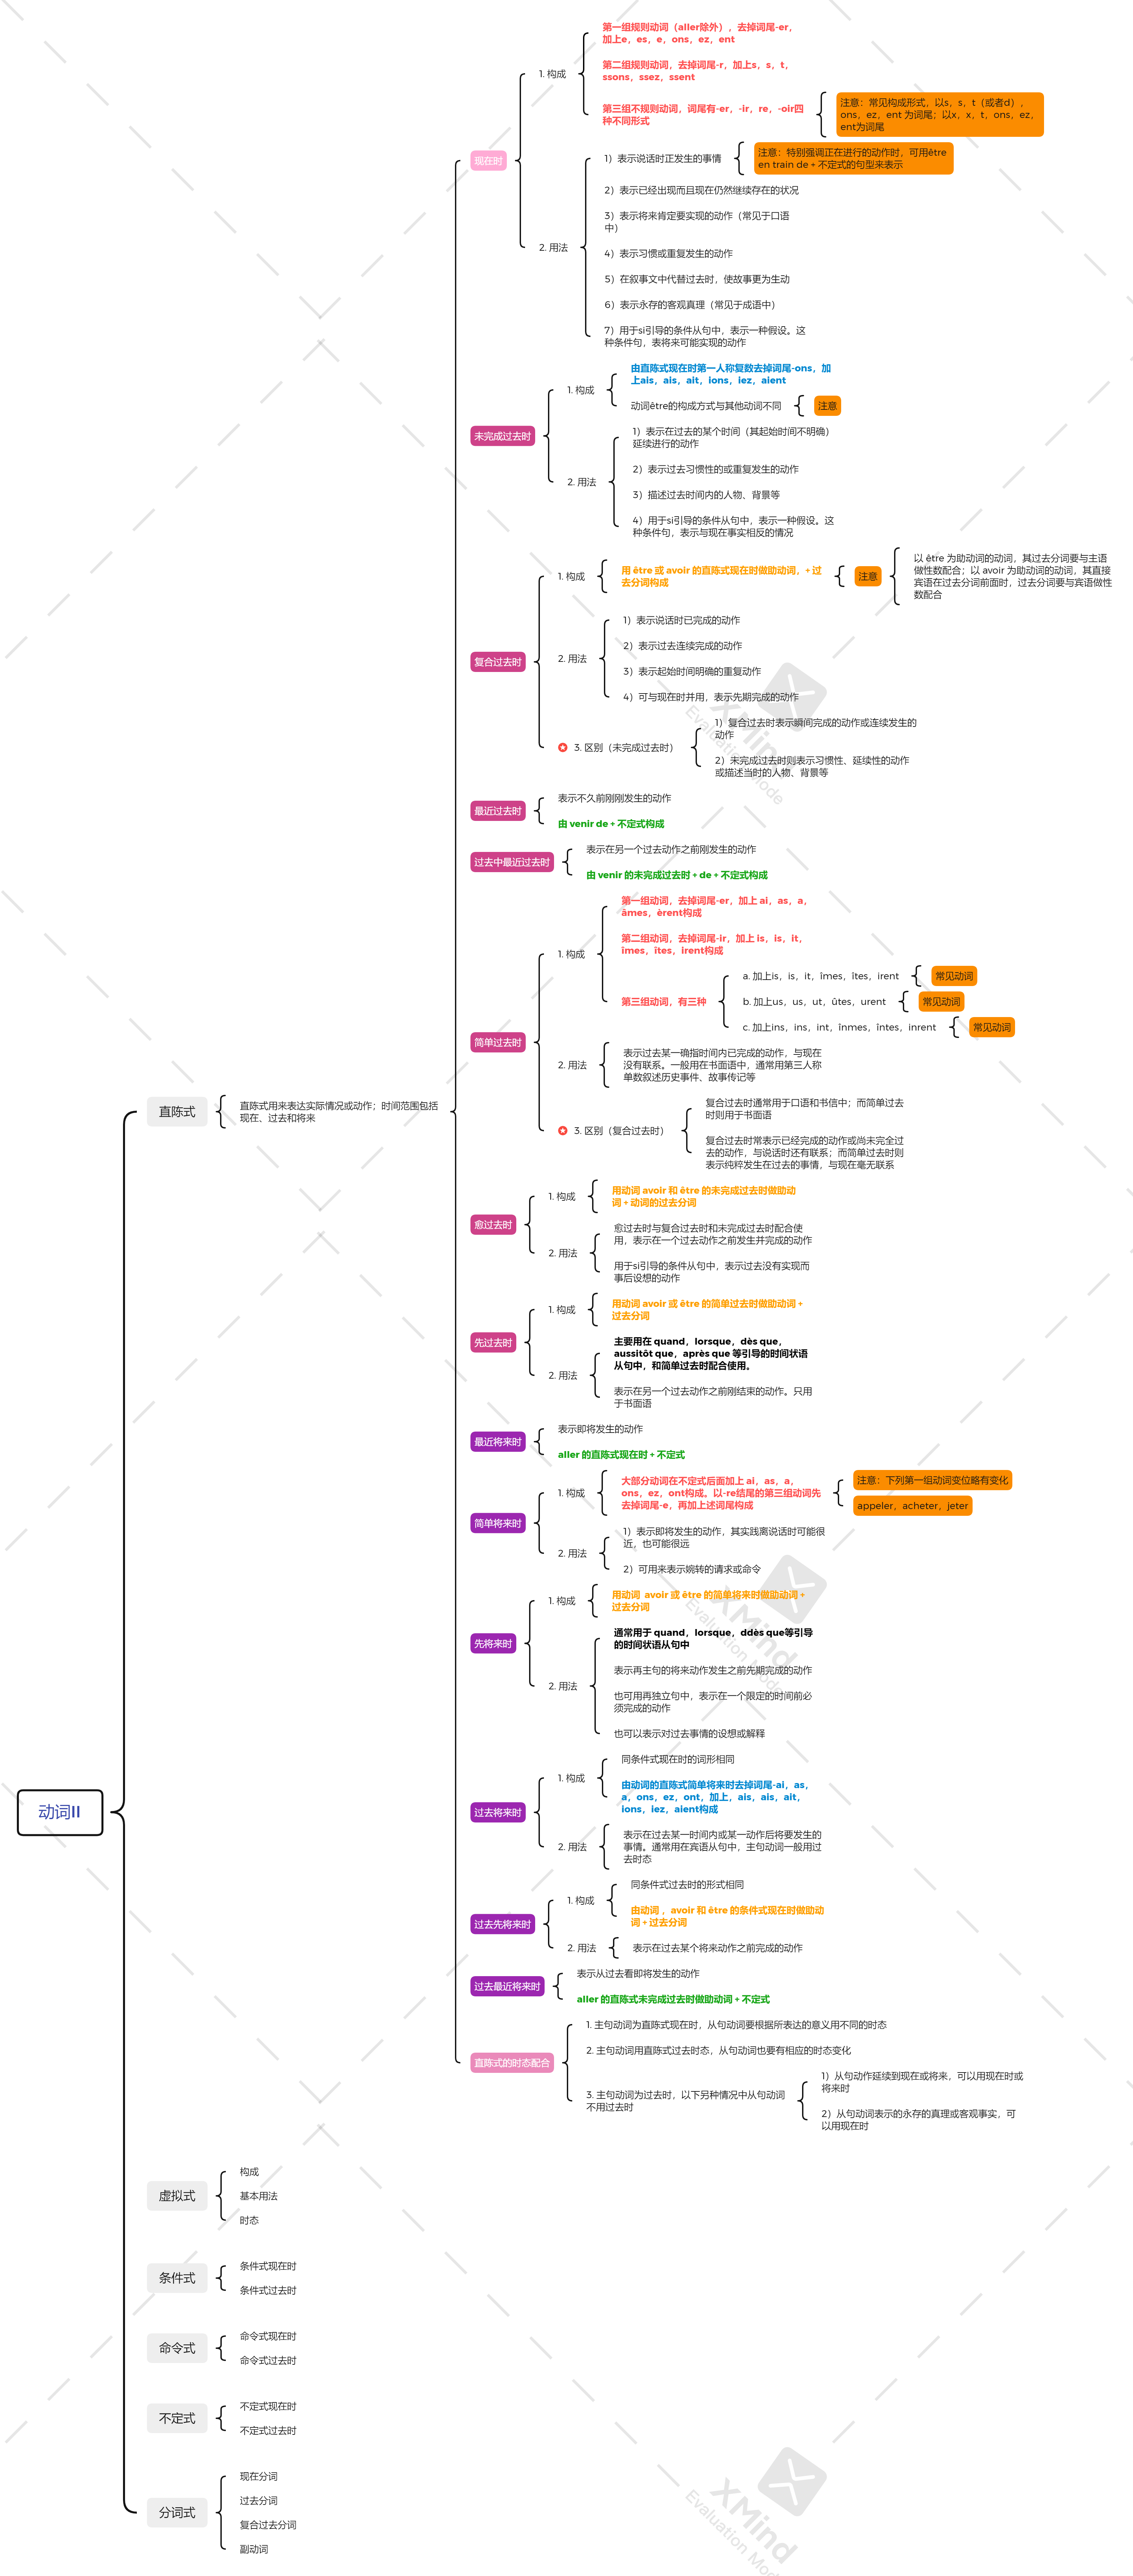 动词II
直陈式
直陈式用来表达实际情况或动作；时间范围包括
现在、过去和将来
现在时
1. 构成
第一组规则动词（aller除外），去掉词尾-er，
加上e，es，e，ons，ez，ent
第二组规则动词，去掉词尾-r，加上s，s，t，
ssons，ssez，ssent
第三组不规则动词，词尾有-er，-ir，re，-oir四
种不同形式
注意：常见构成形式，以s，s，t（或者d），
ons，ez，ent 为词尾；以x，x，t，ons，ez，
ent为词尾
2. 用法
1）表示说话时正发生的事情
注意：特别强调正在进行的动作时，可用être
en train de + 不定式的句型来表示
2）表示已经出现而且现在仍然继续存在的状况
3）表示将来肯定要实现的动作（常见于口语
中）
4）表示习惯或重复发生的动作
5）在叙事文中代替过去时，使故事更为生动
6）表示永存的客观真理（常见于成语中）
7）用于si引导的条件从句中，表示一种假设。这
种条件句，表将来可能实现的动作
未完成过去时
1. 构成
由直陈式现在时第一人称复数去掉词尾-ons，加
上ais，ais，ait，ions，iez，aient
动词être的构成方式与其他动词不同
注意
2. 用法
1）表示在过去的某个时间（其起始时间不明确）
延续进行的动作
2）表示过去习惯性的或重复发生的动作
3）描述过去时间内的人物、背景等
4）用于si引导的条件从句中，表示一种假设。这
种条件句，表示与现在事实相反的情况
复合过去时
1. 构成
用 être 或 avoir 的直陈式现在时做助动词，+ 过
去分词构成
注意
以 être 为助动词的动词，其过去分词要与主语
做性数配合；以 avoir 为助动词的动词，其直接
宾语在过去分词前面时，过去分词要与宾语做性
数配合
2. 用法
1）表示说话时已完成的动作
2）表示过去连续完成的动作
3）表示起始时间明确的重复动作
4）可与现在时并用，表示先期完成的动作
3. 区别（未完成过去时）
1）复合过去时表示瞬间完成的动作或连续发生的
动作
2）未完成过去时则表示习惯性、延续性的动作
或描述当时的人物、背景等
最近过去时
表示不久前刚刚发生的动作
由 venir de + 不定式构成
过去中最近过去时
表示在另一个过去动作之前刚发生的动作
由 venir 的未完成过去时 + de + 不定式构成
简单过去时
1. 构成
第一组动词，去掉词尾-er，加上 ai，as，a，
âmes，èrent构成
第二组动词，去掉词尾-ir，加上 is，is，it，
îmes，îtes，irent构成
第三组动词，有三种
a. 加上is，is，it，îmes，îtes，irent
常见动词
b. 加上us，us，ut，ûtes，urent
常见动词
c. 加上ins，ins，int，înmes，întes，inrent
常见动词
2. 用法
表示过去某一确指时间内已完成的动作，与现在
没有联系。一般用在书面语中，通常用第三人称
单数叙述历史事件、故事传记等
3. 区别（复合过去时）
复合过去时通常用于口语和书信中；而简单过去
时则用于书面语
复合过去时常表示已经完成的动作或尚未完全过
去的动作，与说话时还有联系；而简单过去时则
表示纯粹发生在过去的事情，与现在毫无联系
愈过去时
1. 构成
用动词 avoir 和 être 的未完成过去时做助动
词 + 动词的过去分词
2. 用法
愈过去时与复合过去时和未完成过去时配合使
用，表示在一个过去动作之前发生并完成的动作
用于si引导的条件从句中，表示过去没有实现而
事后设想的动作
先过去时
1. 构成
用动词 avoir 或 être 的简单过去时做助动词 +
过去分词
2. 用法
主要用在 quand，lorsque，dès que，
aussitôt que，après que 等引导的时间状语
从句中，和简单过去时配合使用。
表示在另一个过去动作之前刚结束的动作。只用
于书面语
最近将来时
表示即将发生的动作
aller 的直陈式现在时 + 不定式
简单将来时
1. 构成
大部分动词在不定式后面加上 ai，as，a，
ons，ez，ont构成。以-re结尾的第三组动词先
去掉词尾-e，再加上述词尾构成
注意：下列第一组动词变位略有变化
appeler，acheter，jeter
2. 用法
1）表示即将发生的动作，其实践离说话时可能很
近，也可能很远
2）可用来表示婉转的请求或命令
先将来时
1. 构成
用动词  avoir 或 être 的简单将来时做助动词 +
过去分词
2. 用法
通常用于 quand，lorsque，ddès que等引导
的时间状语从句中
表示再主句的将来动作发生之前先期完成的动作
也可用再独立句中，表示在一个限定的时间前必
须完成的动作
也可以表示对过去事情的设想或解释
过去将来时
1. 构成
同条件式现在时的词形相同
由动词的直陈式简单将来时去掉词尾-ai，as，
a，ons，ez，ont，加上，ais，ais，ait，
ions，iez，aient构成
2. 用法
表示在过去某一时间内或某一动作后将要发生的
事情。通常用在宾语从句中，主句动词一般用过
去时态
过去先将来时
1. 构成
同条件式过去时的形式相同
由动词 ，avoir 和 être 的条件式现在时做助动
词 + 过去分词
2. 用法
表示在过去某个将来动作之前完成的动作
过去最近将来时
表示从过去看即将发生的动作
aller 的直陈式未完成过去时做助动词 + 不定式
直陈式的时态配合
1. 主句动词为直陈式现在时，从句动词要根据所表达的意义用不同的时态
2. 主句动词用直陈式过去时态，从句动词也要有相应的时态变化
3. 主句动词为过去时，以下另种情况中从句动词
不用过去时
1）从句动作延续到现在或将来，可以用现在时或
将来时
2）从句动词表示的永存的真理或客观事实，可
以用现在时
虚拟式
构成
基本用法
时态
条件式
条件式现在时
条件式过去时
命令式
命令式现在时
命令式过去时
不定式
不定式现在时
不定式过去时
分词式
现在分词
过去分词
复合过去分词
副动词
XMind
Evaluation Mode
XMind
Evaluation Mode
XMind
Evaluation Mode